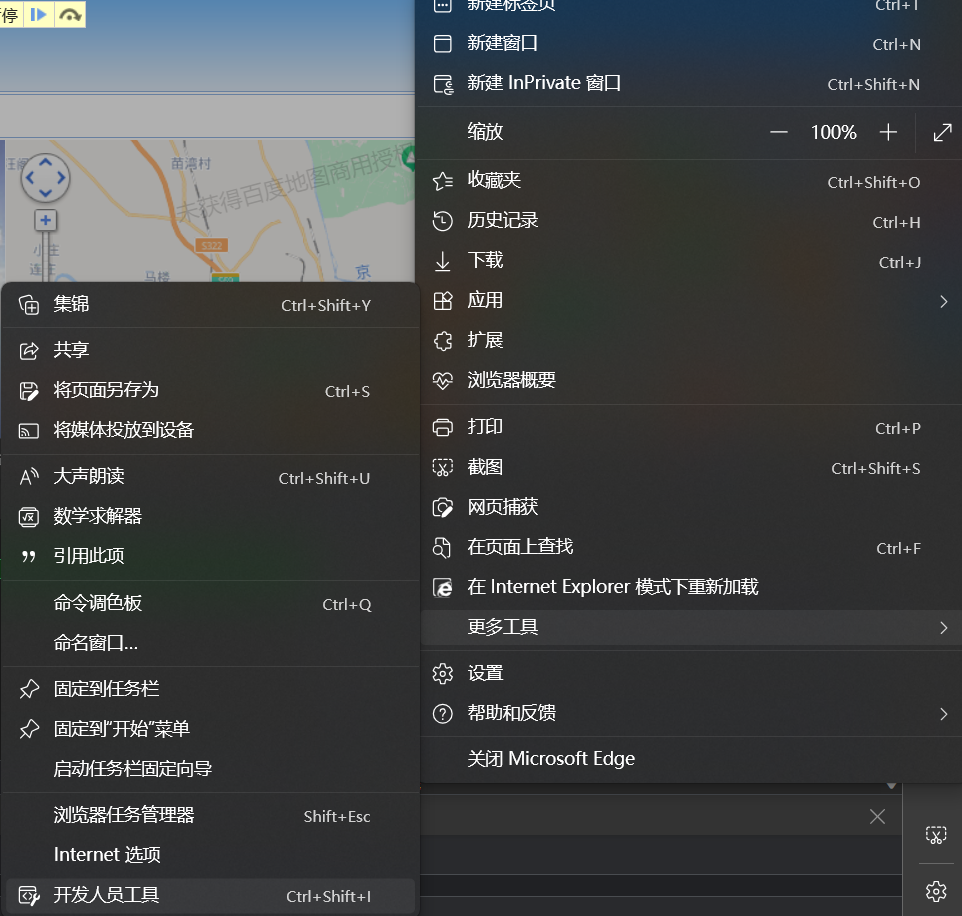 停
新建标签页 Ctrl+T
新建窗口 Ctrl+N
新建 InPrivate 窗口 Ctrl+Shift+N
缩放 — 100% +
收藏夹 Ctrl+Shift+O
历史记录 Ctrl+H
下载 Ctrl+J
应用
扩展
浏览器概要
打印 Ctrl+P
截图 Ctrl+Shift+S
网页捕获
在页面上查找 Ctrl+F
在 Internet Explorer 模式下重新加载
更多工具
设置
帮助和反馈
关闭 Microsoft Edge
苗湾村
未获得百度地图商用授权
S322
小庄
连庄
马楼
京
集锦 Ctrl+Shift+Y
共享
将页面另存为 Ctrl+S
将媒体投放到设备
大声朗读 Ctrl+Shift+U
数学求解器
引用此项
命令调色板 Ctrl+Q
命名窗口...
固定到任务栏
固定到“开始”菜单
启动任务栏固定向导
浏览器任务管理器 Shift+Esc
Internet 选项
开发人员工具 Ctrl+Shift+I